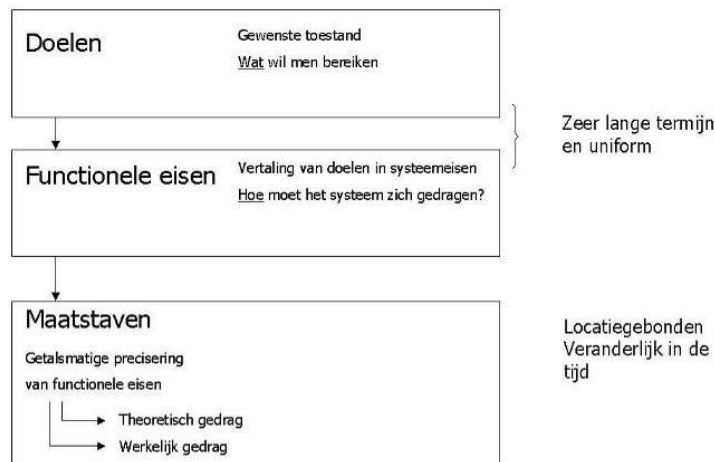 Doelen
Gewenste toestand
Wat wil men bereiken
Zeer lange termijn
en uniform
Functionele eisen
Vertaling van doelen in systeemeisen
Hoe moet het systeem zich gedragen?
Maatstaven
Getalsmatige precisering
van functionele eisen
Theoretisch gedrag
Werkelijk gedrag
Locatiegebonden
Veranderlijk in de
tijd